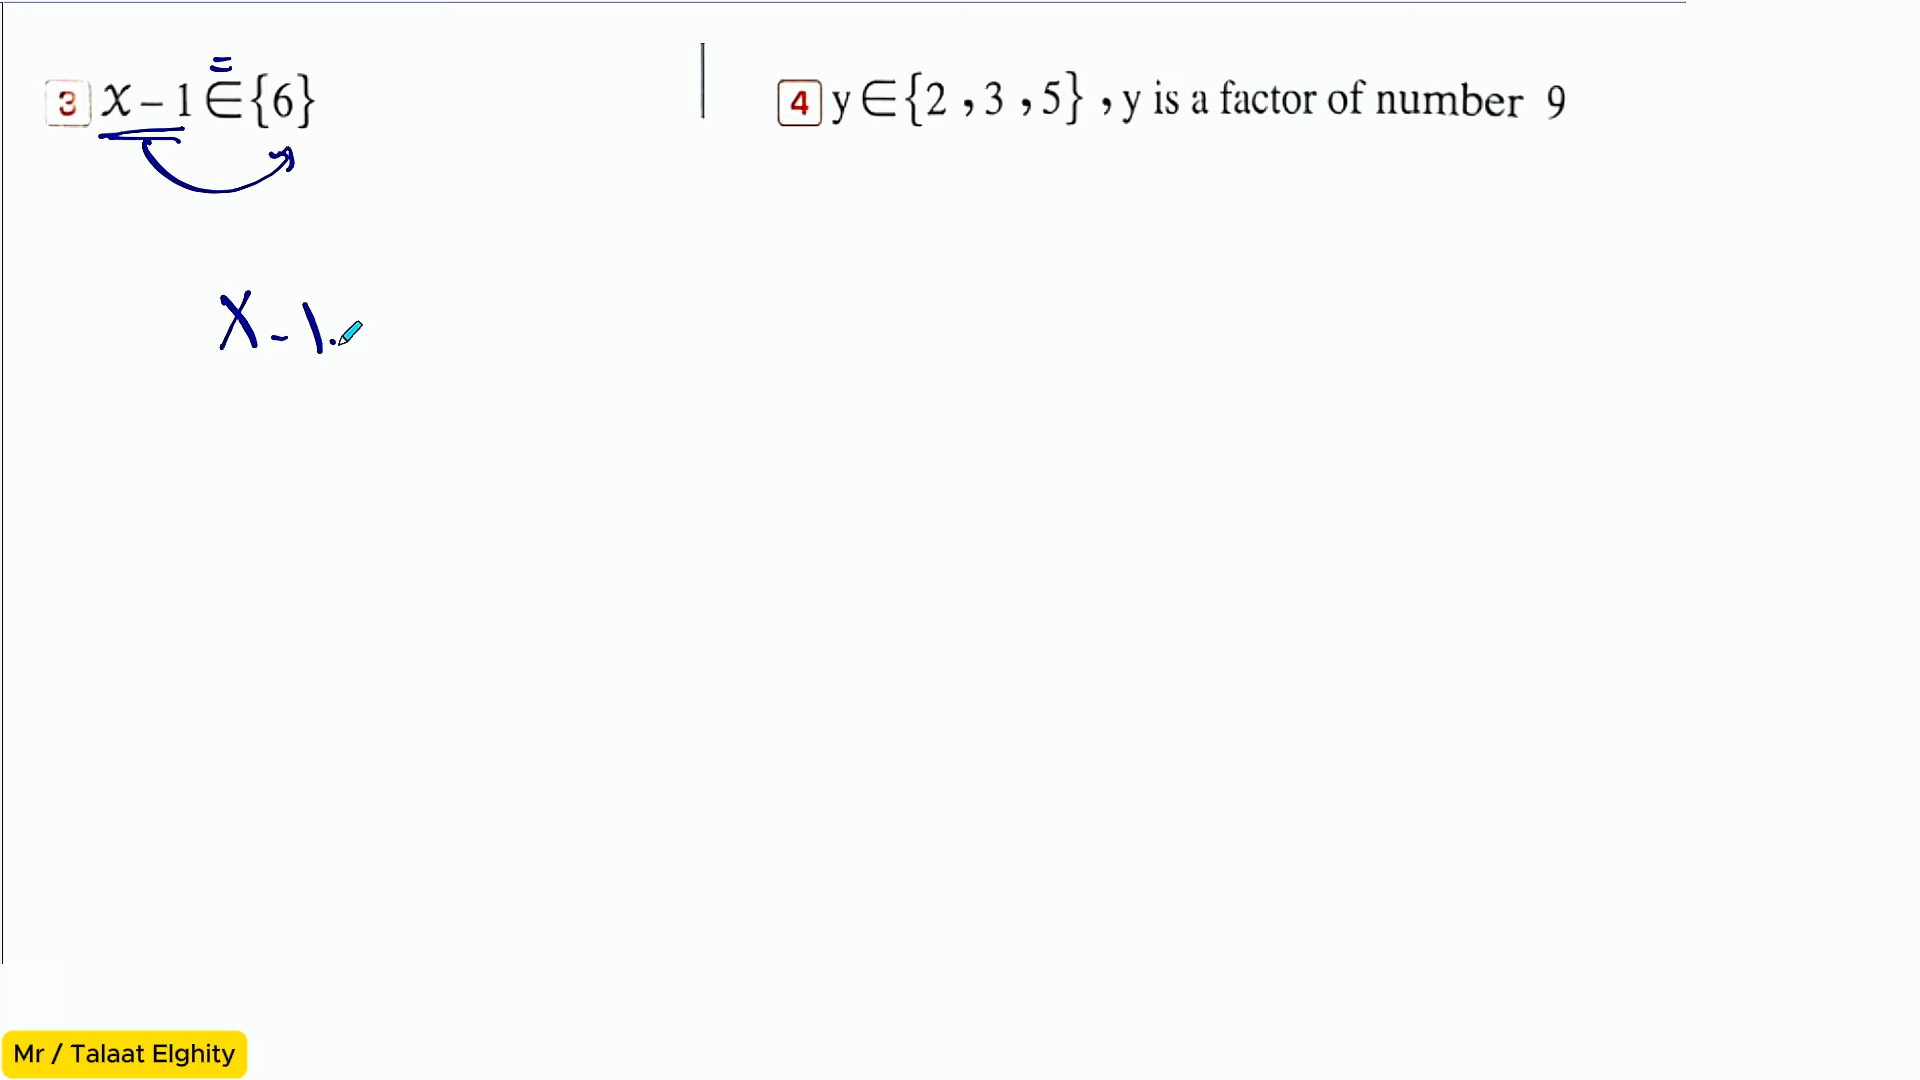 3 x – 1 ∈ {6}
=
4 y ∈ {2 , 3 , 5} , y is a factor of number 9
X - 1
Mr / Talaat Elghity